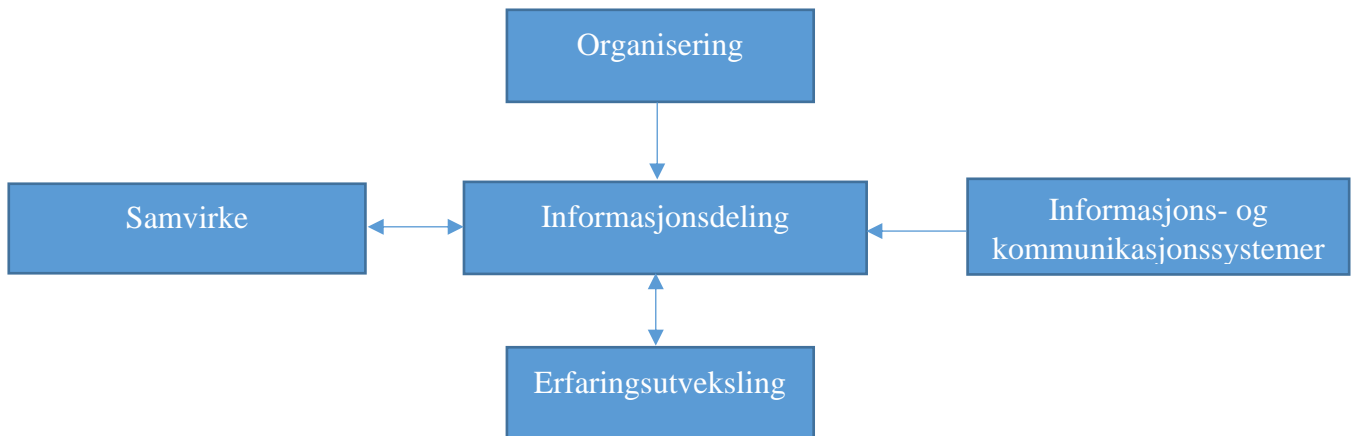 Organisering
Samvirke
Informasjonsdeling
Informasjons- og
kommunikasjonssystemer
Erfaringsutveksling